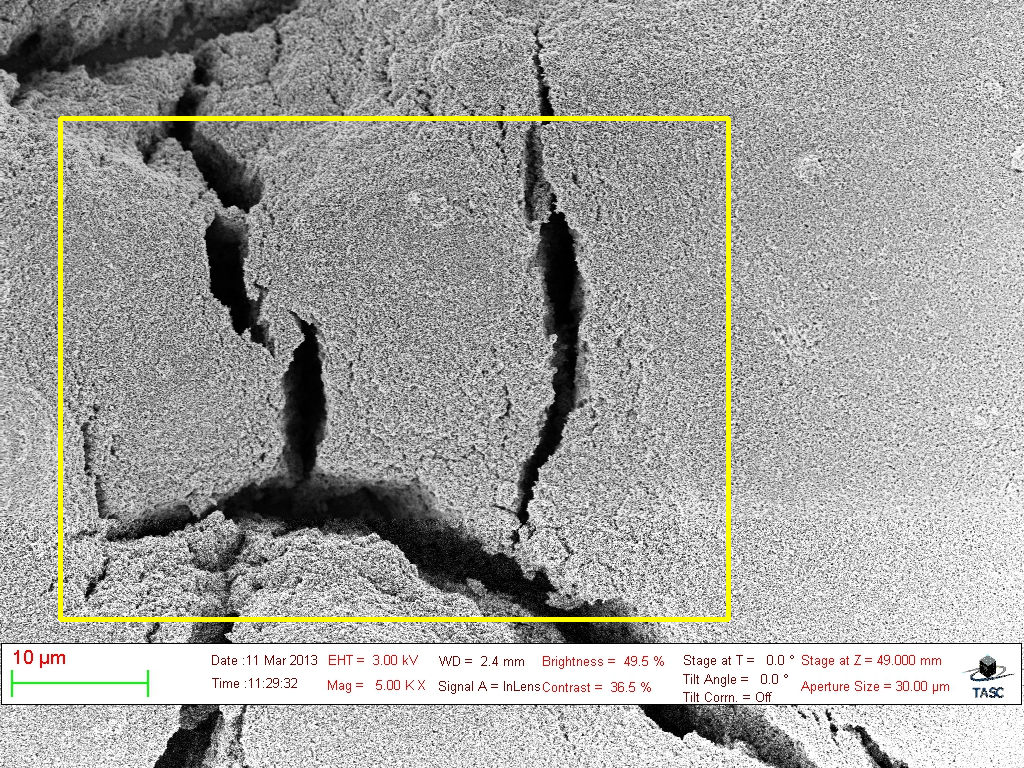 10 µm
Date :11 Mar 2013 EHT = 3.00 kV WD = 2.4 mm Brightness = 49.5 % Stage at T = 0.0 ° Stage at Z = 49.000 mm
Tilt Angle = 0.0 °
Time :11:29:32 Mag = 5.00 K X Signal A = InLens Contrast = 36.5 % Aperture Size = 30.00 µm
Tilt Corrn. = Off
TASC